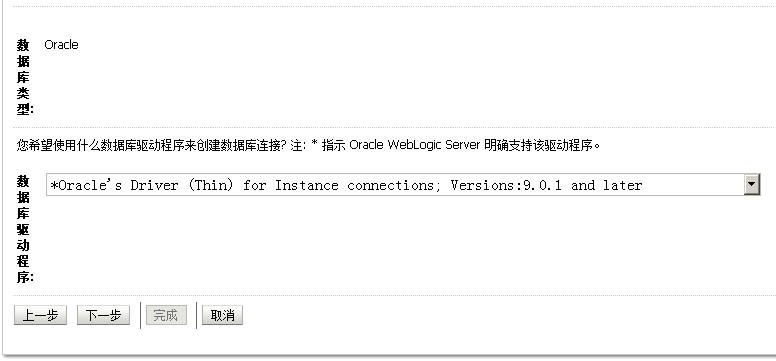 数据库类型:
Oracle
您希望使用什么数据库驱动程序来创建数据库连接? 注: * 指示 Oracle WebLogic Server 明确支持该驱动程序。
数据库驱动程序:
*Oracle's Driver (Thin) for Instance connections; Versions:9.0.1 and later
上一步 下一步 完成 取消